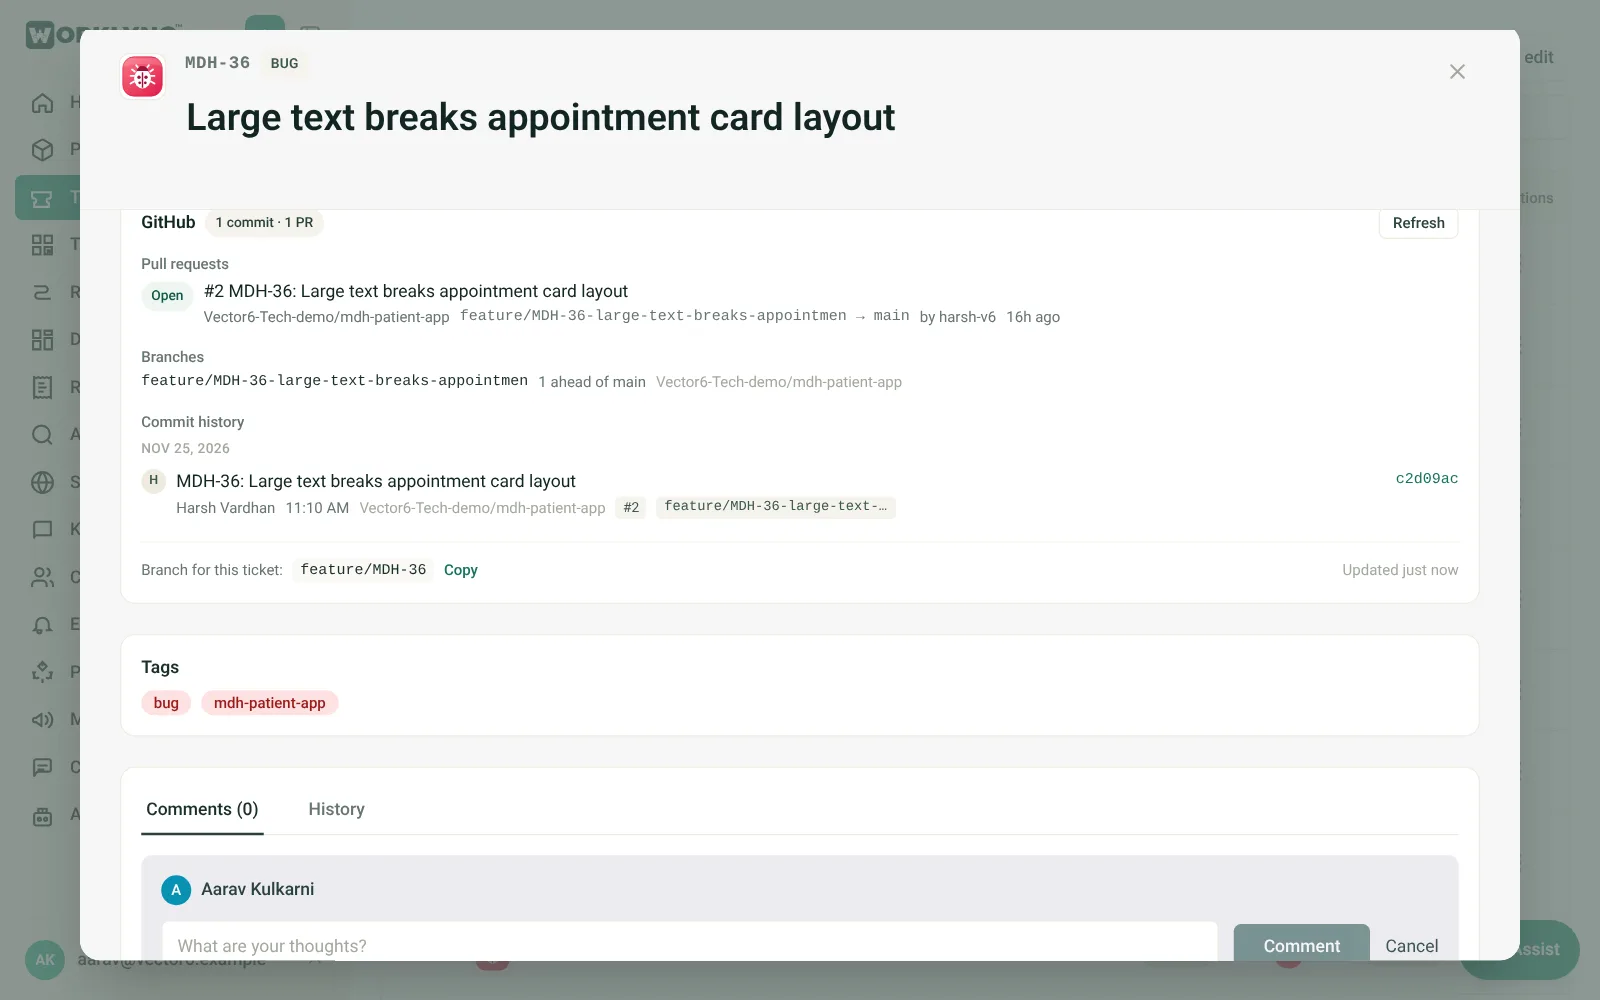 MDH-36 BUG
Large text breaks appointment card layout
edit
GitHub 1 commit · 1 PR Refresh
Pull requests
Open #2 MDH-36: Large text breaks appointment card layout
Vector6-Tech-demo/mdh-patient-app feature/MDH-36-large-text-breaks-appointmen → main by harsh-v6 16h ago
Branches
feature/MDH-36-large-text-breaks-appointmen 1 ahead of main Vector6-Tech-demo/mdh-patient-app
Commit history
NOV 25, 2026
H MDH-36: Large text breaks appointment card layout c2d09ac
Harsh Vardhan 11:10 AM Vector6-Tech-demo/mdh-patient-app #2 feature/MDH-36-large-text-…
Branch for this ticket: feature/MDH-36 Copy Updated just now
Tags
bug mdh-patient-app
Comments (0) History
A Aarav Kulkarni
What are your thoughts? Comment Cancel
AK